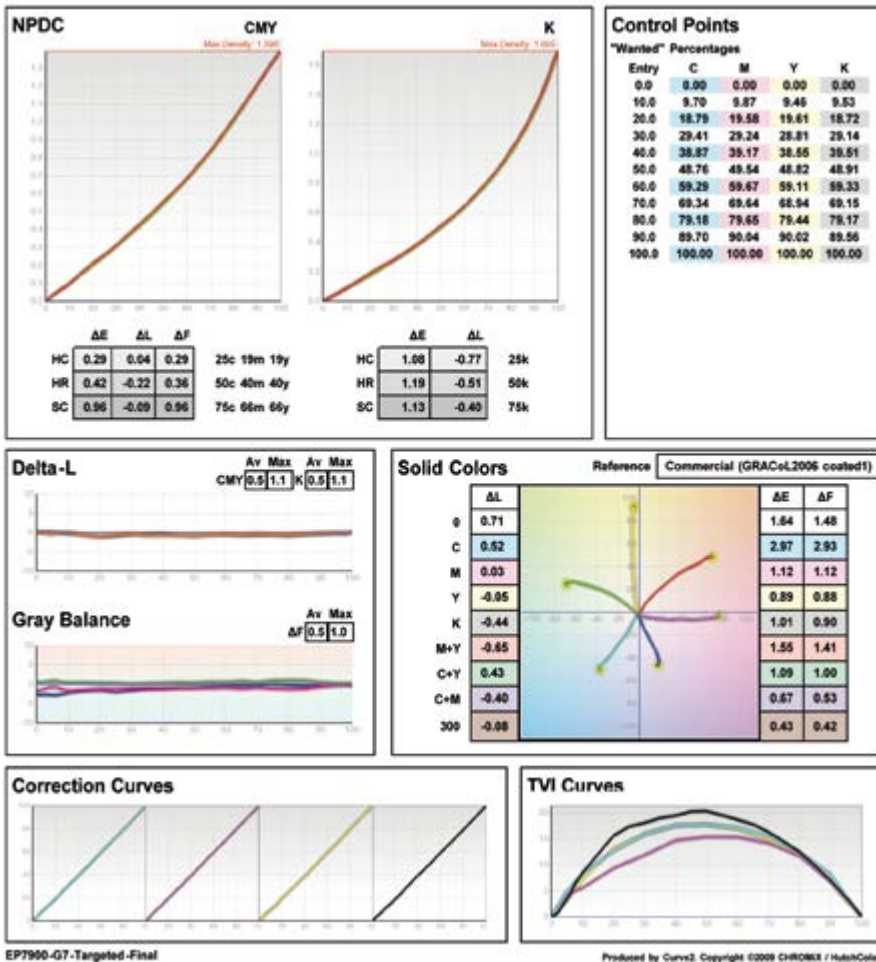 NPDC
CMY
Max Density: 1.396
K
ΔE ΔL ΔF
HC 0.29 0.04 0.29 25c 19m 19y
HR 0.42 -0.22 0.36 50c 40m 40y
SC 0.96 -0.09 0.96 75c 66m 66y
ΔE ΔL
HC 1.08 -0.77 25k
HR 1.19 -0.51 50k
SC 1.13 -0.40 75k
Control Points
"Wanted" Percentages
Entry C M Y K
0.0 0.00 0.00 0.00 0.00
10.0 9.70 9.87 9.46 9.53
20.0 18.79 19.58 19.61 18.72
30.0 29.41 29.24 28.81 29.14
40.0 38.87 39.17 38.55 39.51
50.0 48.76 49.54 48.82 48.91
60.0 59.29 59.67 59.11 59.33
70.0 69.34 69.64 68.94 69.15
80.0 79.18 79.65 79.44 79.17
90.0 89.70 90.04 90.02 89.56
100.0 100.00 100.00 100.00 100.00
Delta-L
Av Max Av Max
CMY 0.5 1.1 K 0.5 1.1
Gray Balance
Av Max
ΔF 0.5 1.0
Solid Colors
Reference Commercial (GRACoL2006 coated1)
ΔL ΔE ΔF
0 0.71 1.64 1.48
C 0.52 2.97 2.93
M 0.03 1.12 1.12
Y -0.05 0.89 0.88
K -0.44 1.01 0.90
M+Y -0.65 1.55 1.41
C+Y 0.43 1.09 1.00
C+M -0.40 0.67 0.53
300 -0.08 0.43 0.42
Correction Curves
TVI Curves
EP7900-G7-Targeted-Final
Produced by Curve2. Copyright ©2009 CHROMiX / HutchColor